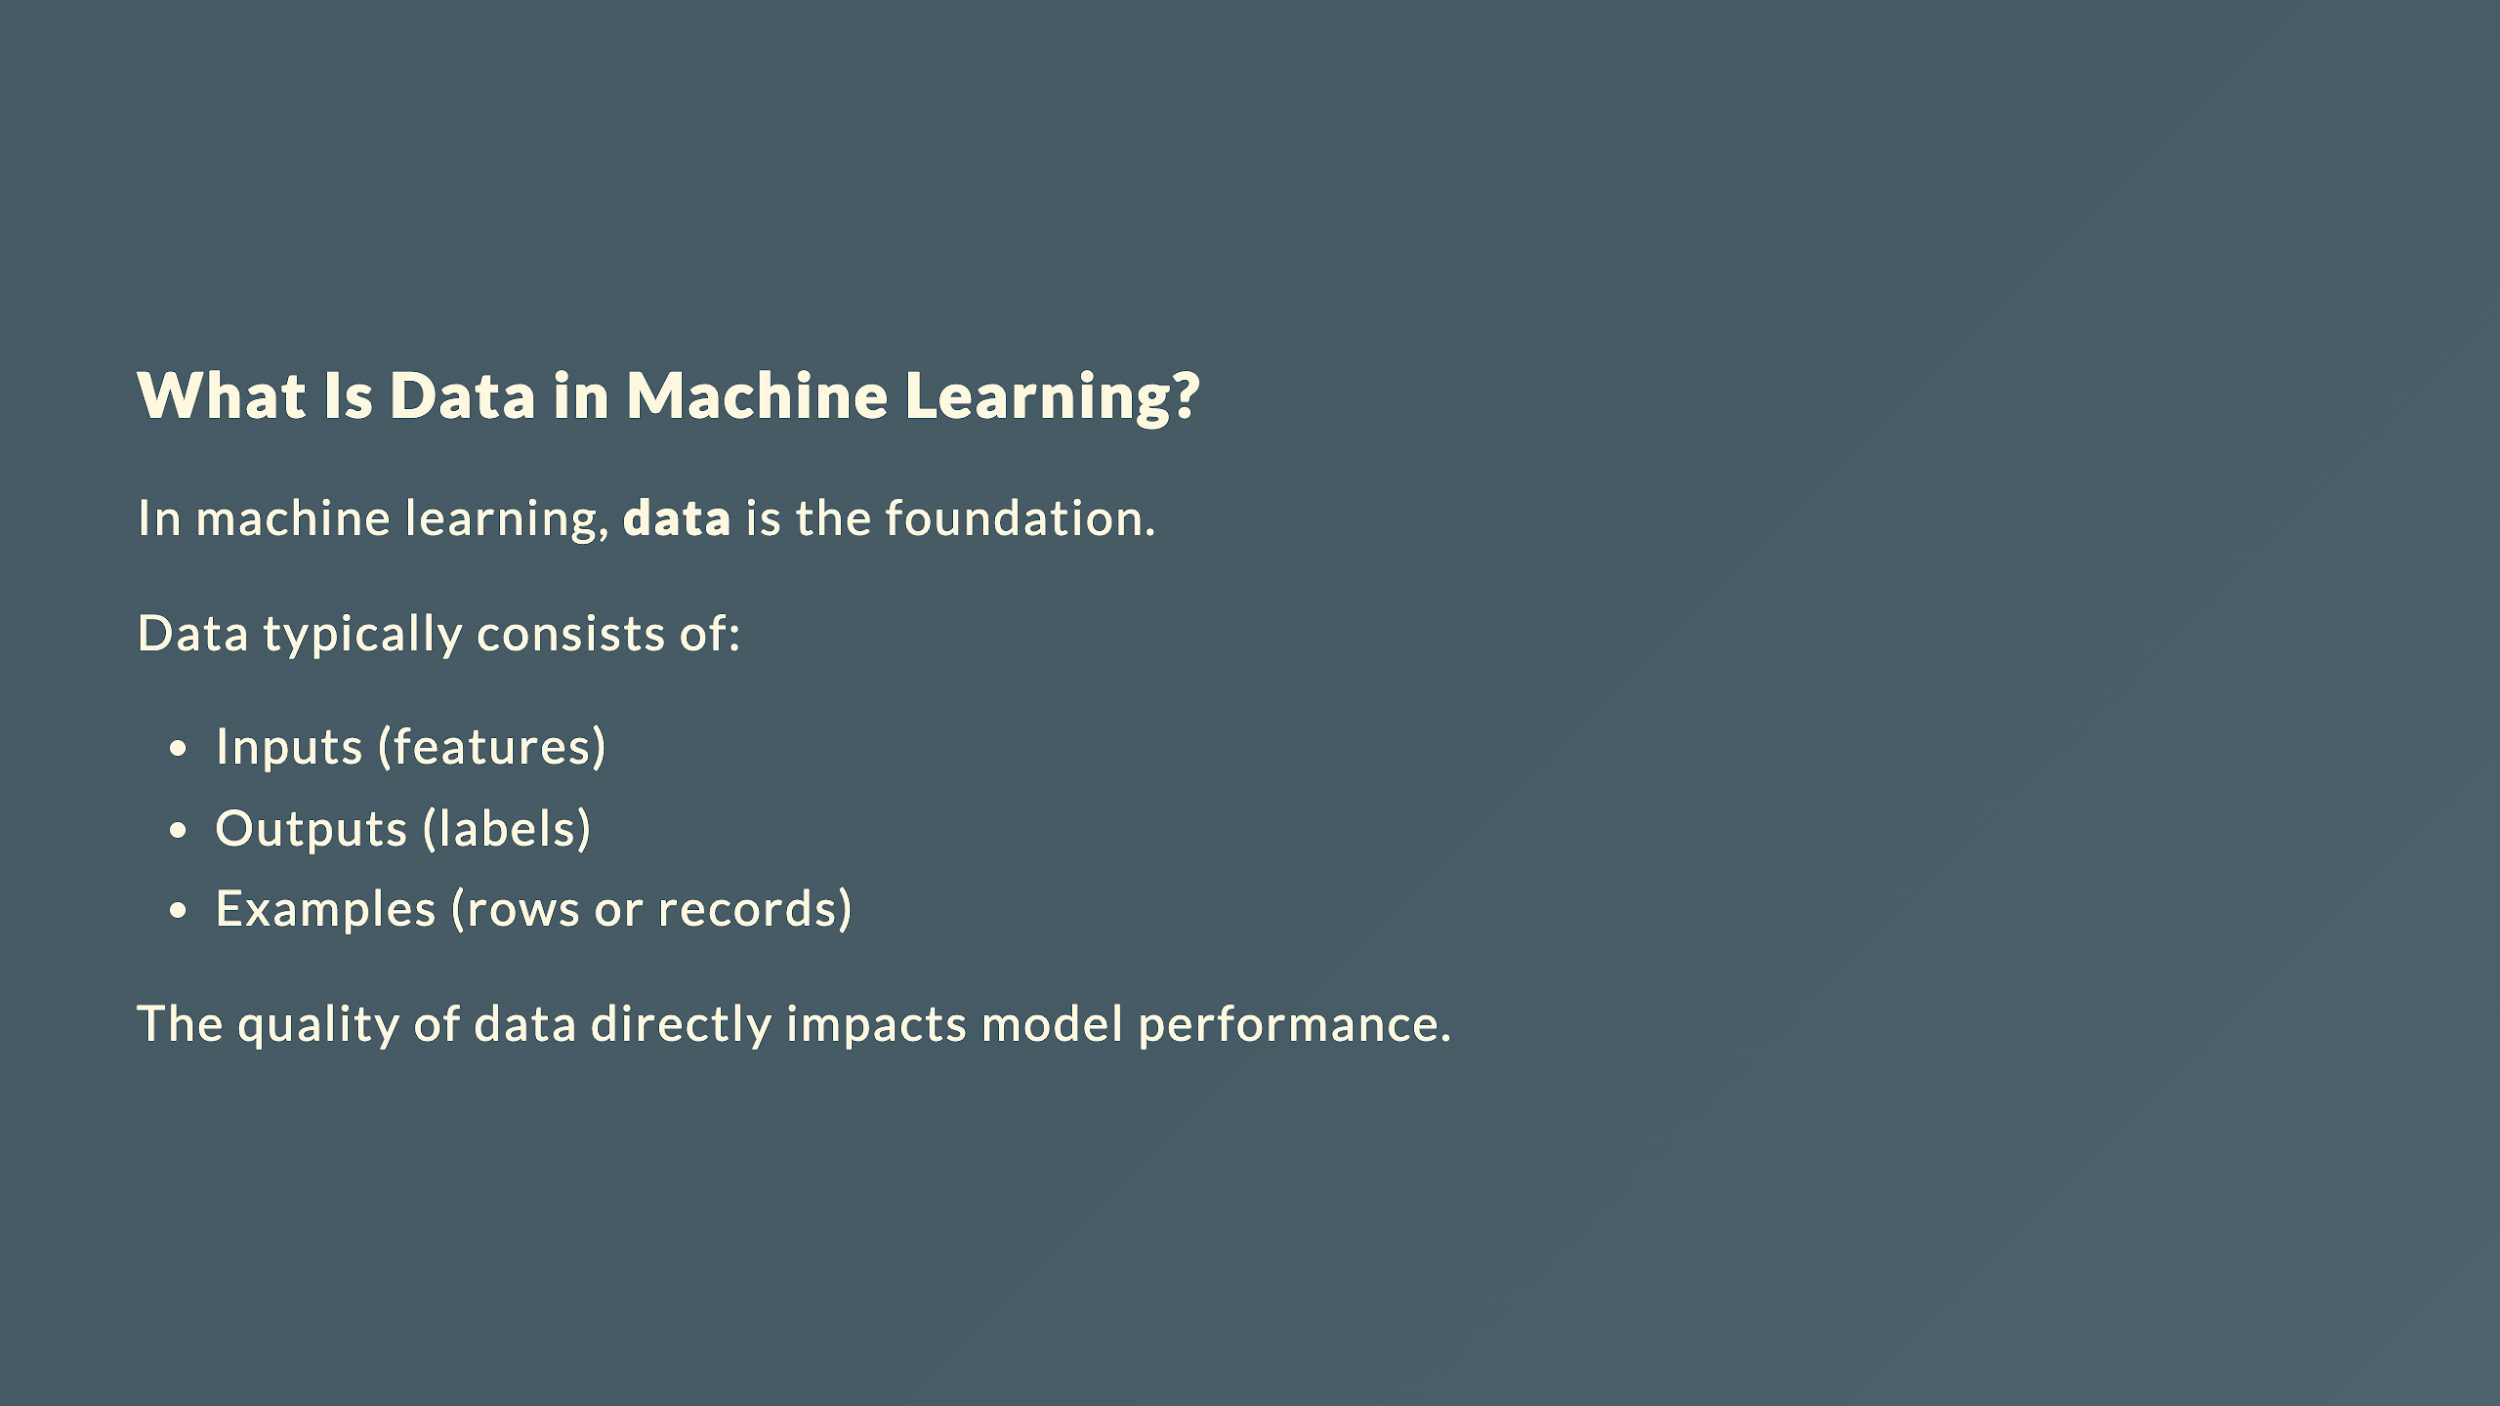 What Is Data in Machine Learning?
In machine learning, data is the foundation.
Data typically consists of:
• Inputs (features)
• Outputs (labels)
• Examples (rows or records)
The quality of data directly impacts model performance.